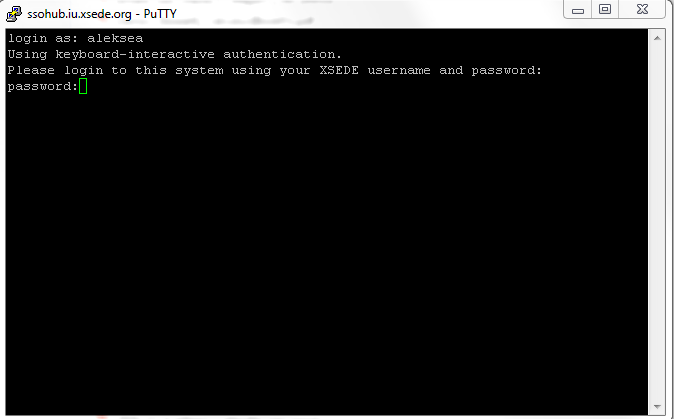 ssohub.iu.xsede.org - PuTTY
login as: aleksea
Using keyboard-interactive authentication.
Please login to this system using your XSEDE username and password:
password: